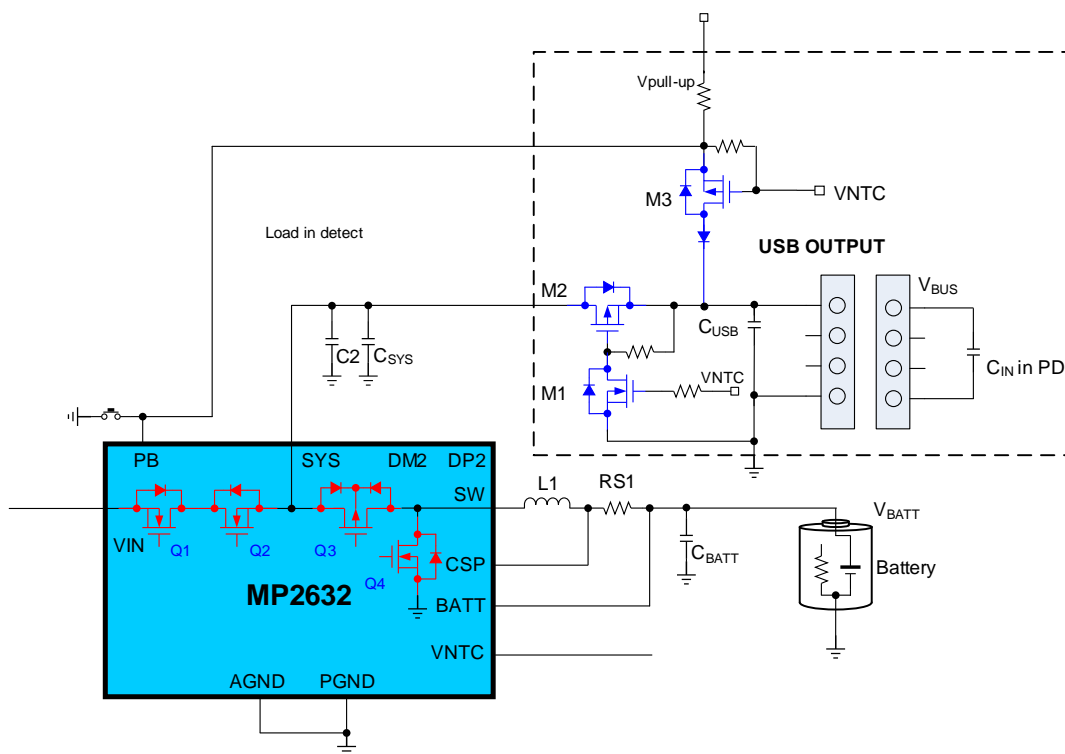 Vpull-up
M3
VNTC
Load in detect
USB OUTPUT
M2
VBUS
CUSB
C2
CSYS
CIN in PD
M1
VNTC
PB
SYS
DM2
DP2
SW
L1
RS1
VBATT
VIN
Q1
Q2
Q3
Q4
CSP
CBATT
Battery
MP2632
BATT
VNTC
AGND
PGND